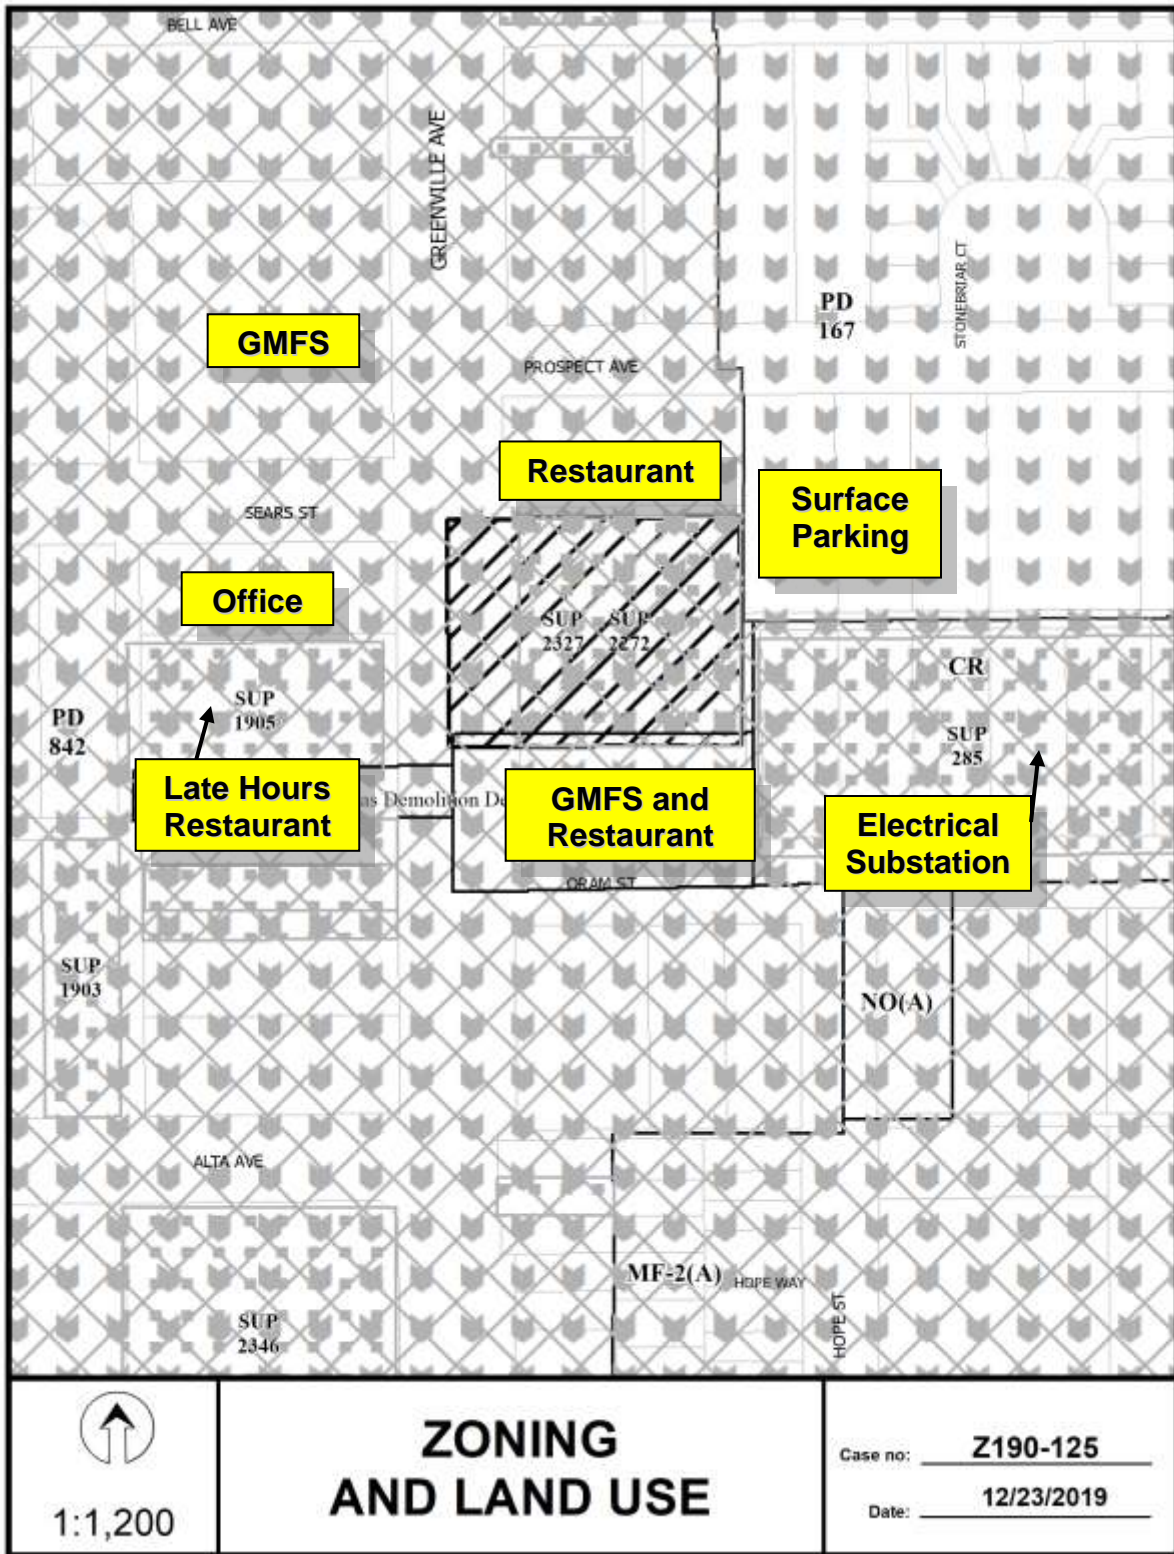 BELL AVE
GREENVILLE AVE
STONEBRIAR CT
PD
167
GMFS
PROSPECT AVE
Restaurant
Surface
Parking
SEARS ST
Office
SUP
2327
SUP
2272
CR
SUP
1905
PD
842
SUP
285
Late Hours
Restaurant
as Demolition De
GMFS and
Restaurant
Electrical
Substation
ORAM ST
SUP
1903
NO(A)
ALTA AVE
MF-2(A)
HOPE WAY
HOPE ST
SUP
2346
1:1,200
ZONING
AND LAND USE
Case no: Z190-125
Date: 12/23/2019